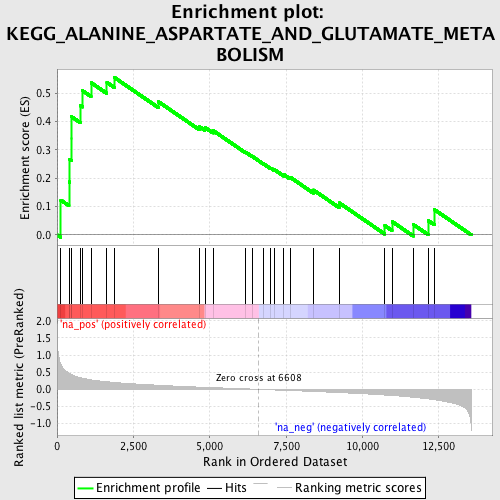 Enrichment plot:
KEGG_ALANINE_ASPARTATE_AND_GLUTAMATE_META
BOLISM
Enrichment score (ES)
0.5
0.4
0.3
0.2
0.1
0.0
'na_pos' (positively correlated)
Ranked list metric (PreRanked)
2.0
1.5
1.0
0.5
0.0
-0.5
-1.0
Zero cross at 6608
'na_neg' (negatively correlated)
0
2,500
5,000
7,500
10,000
12,500
Rank in Ordered Dataset
Enrichment profile
Hits
Ranking metric scores